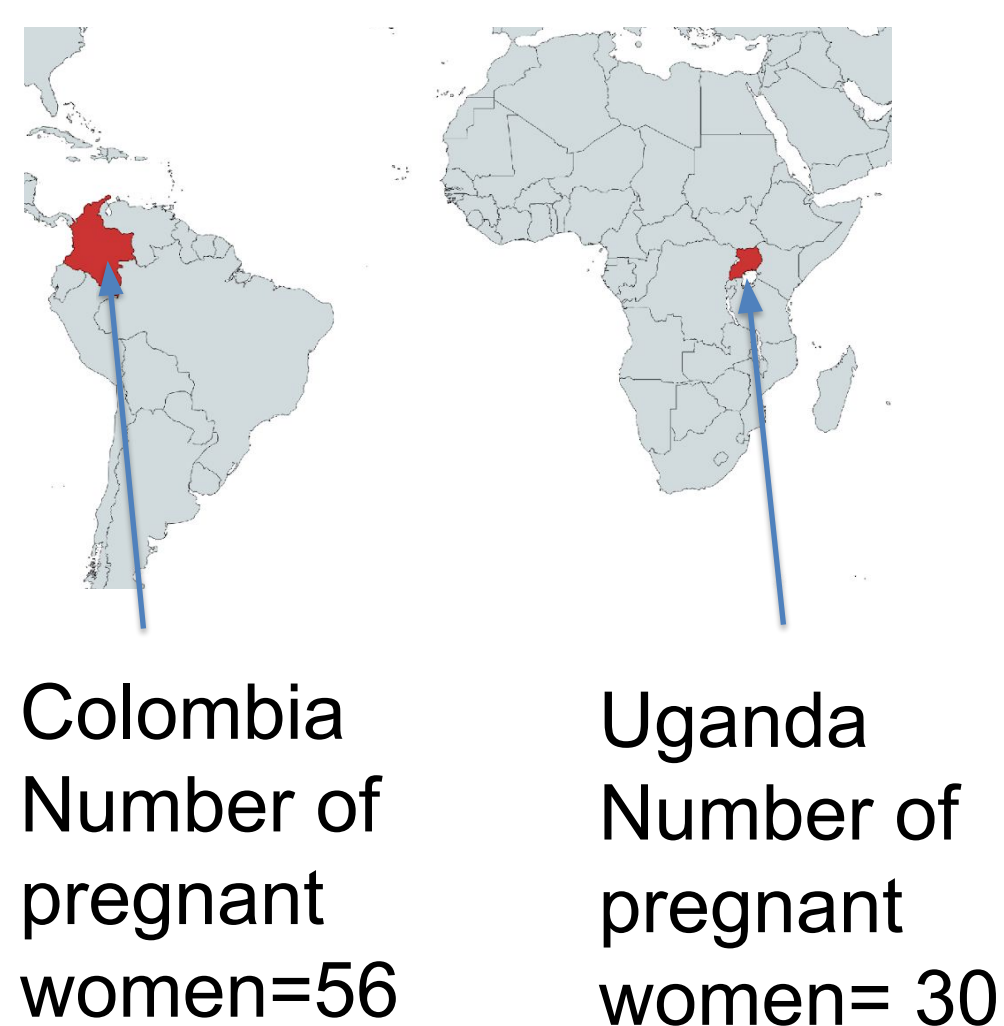 Colombia
Number of
pregnant
women=56
Uganda
Number of
pregnant
women= 30